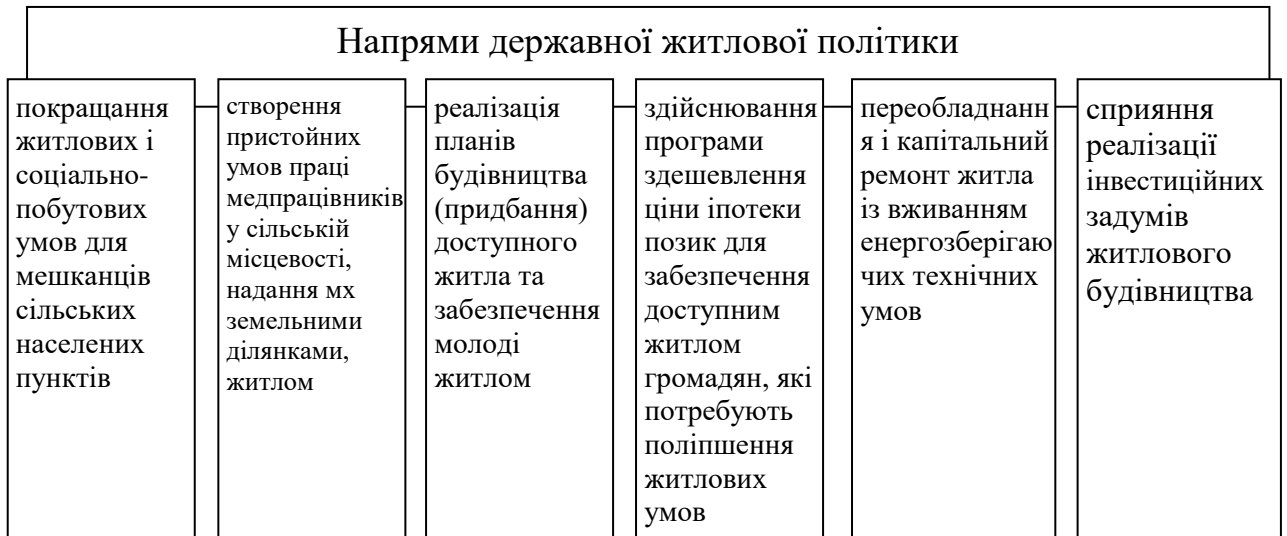 Напрями державної житлової політики
покращання
житлових і
соціально-
побутових
умов для
мешканців
сільських
населених
пунктів
створення
пристойних
умов праці
медпрацівників
у сільській
місцевості,
надання мх
земельними
ділянками,
житлом
реалізація
планів
будівництва
(придбання)
доступного
житла та
забезпечення
молоді
житлом
здійснювання
програми
здешевлення
ціни іпотеки
позик для
забезпечення
доступним
житлом
громадян, які
потребують
поліпшення
житлових
умов
переобладнанн
я і капітальний
ремонт житла
із вживанням
енергозберігаю
чих технічних
умов
сприяння
реалізації
інвестиційних
задумів
житлового
будівництва